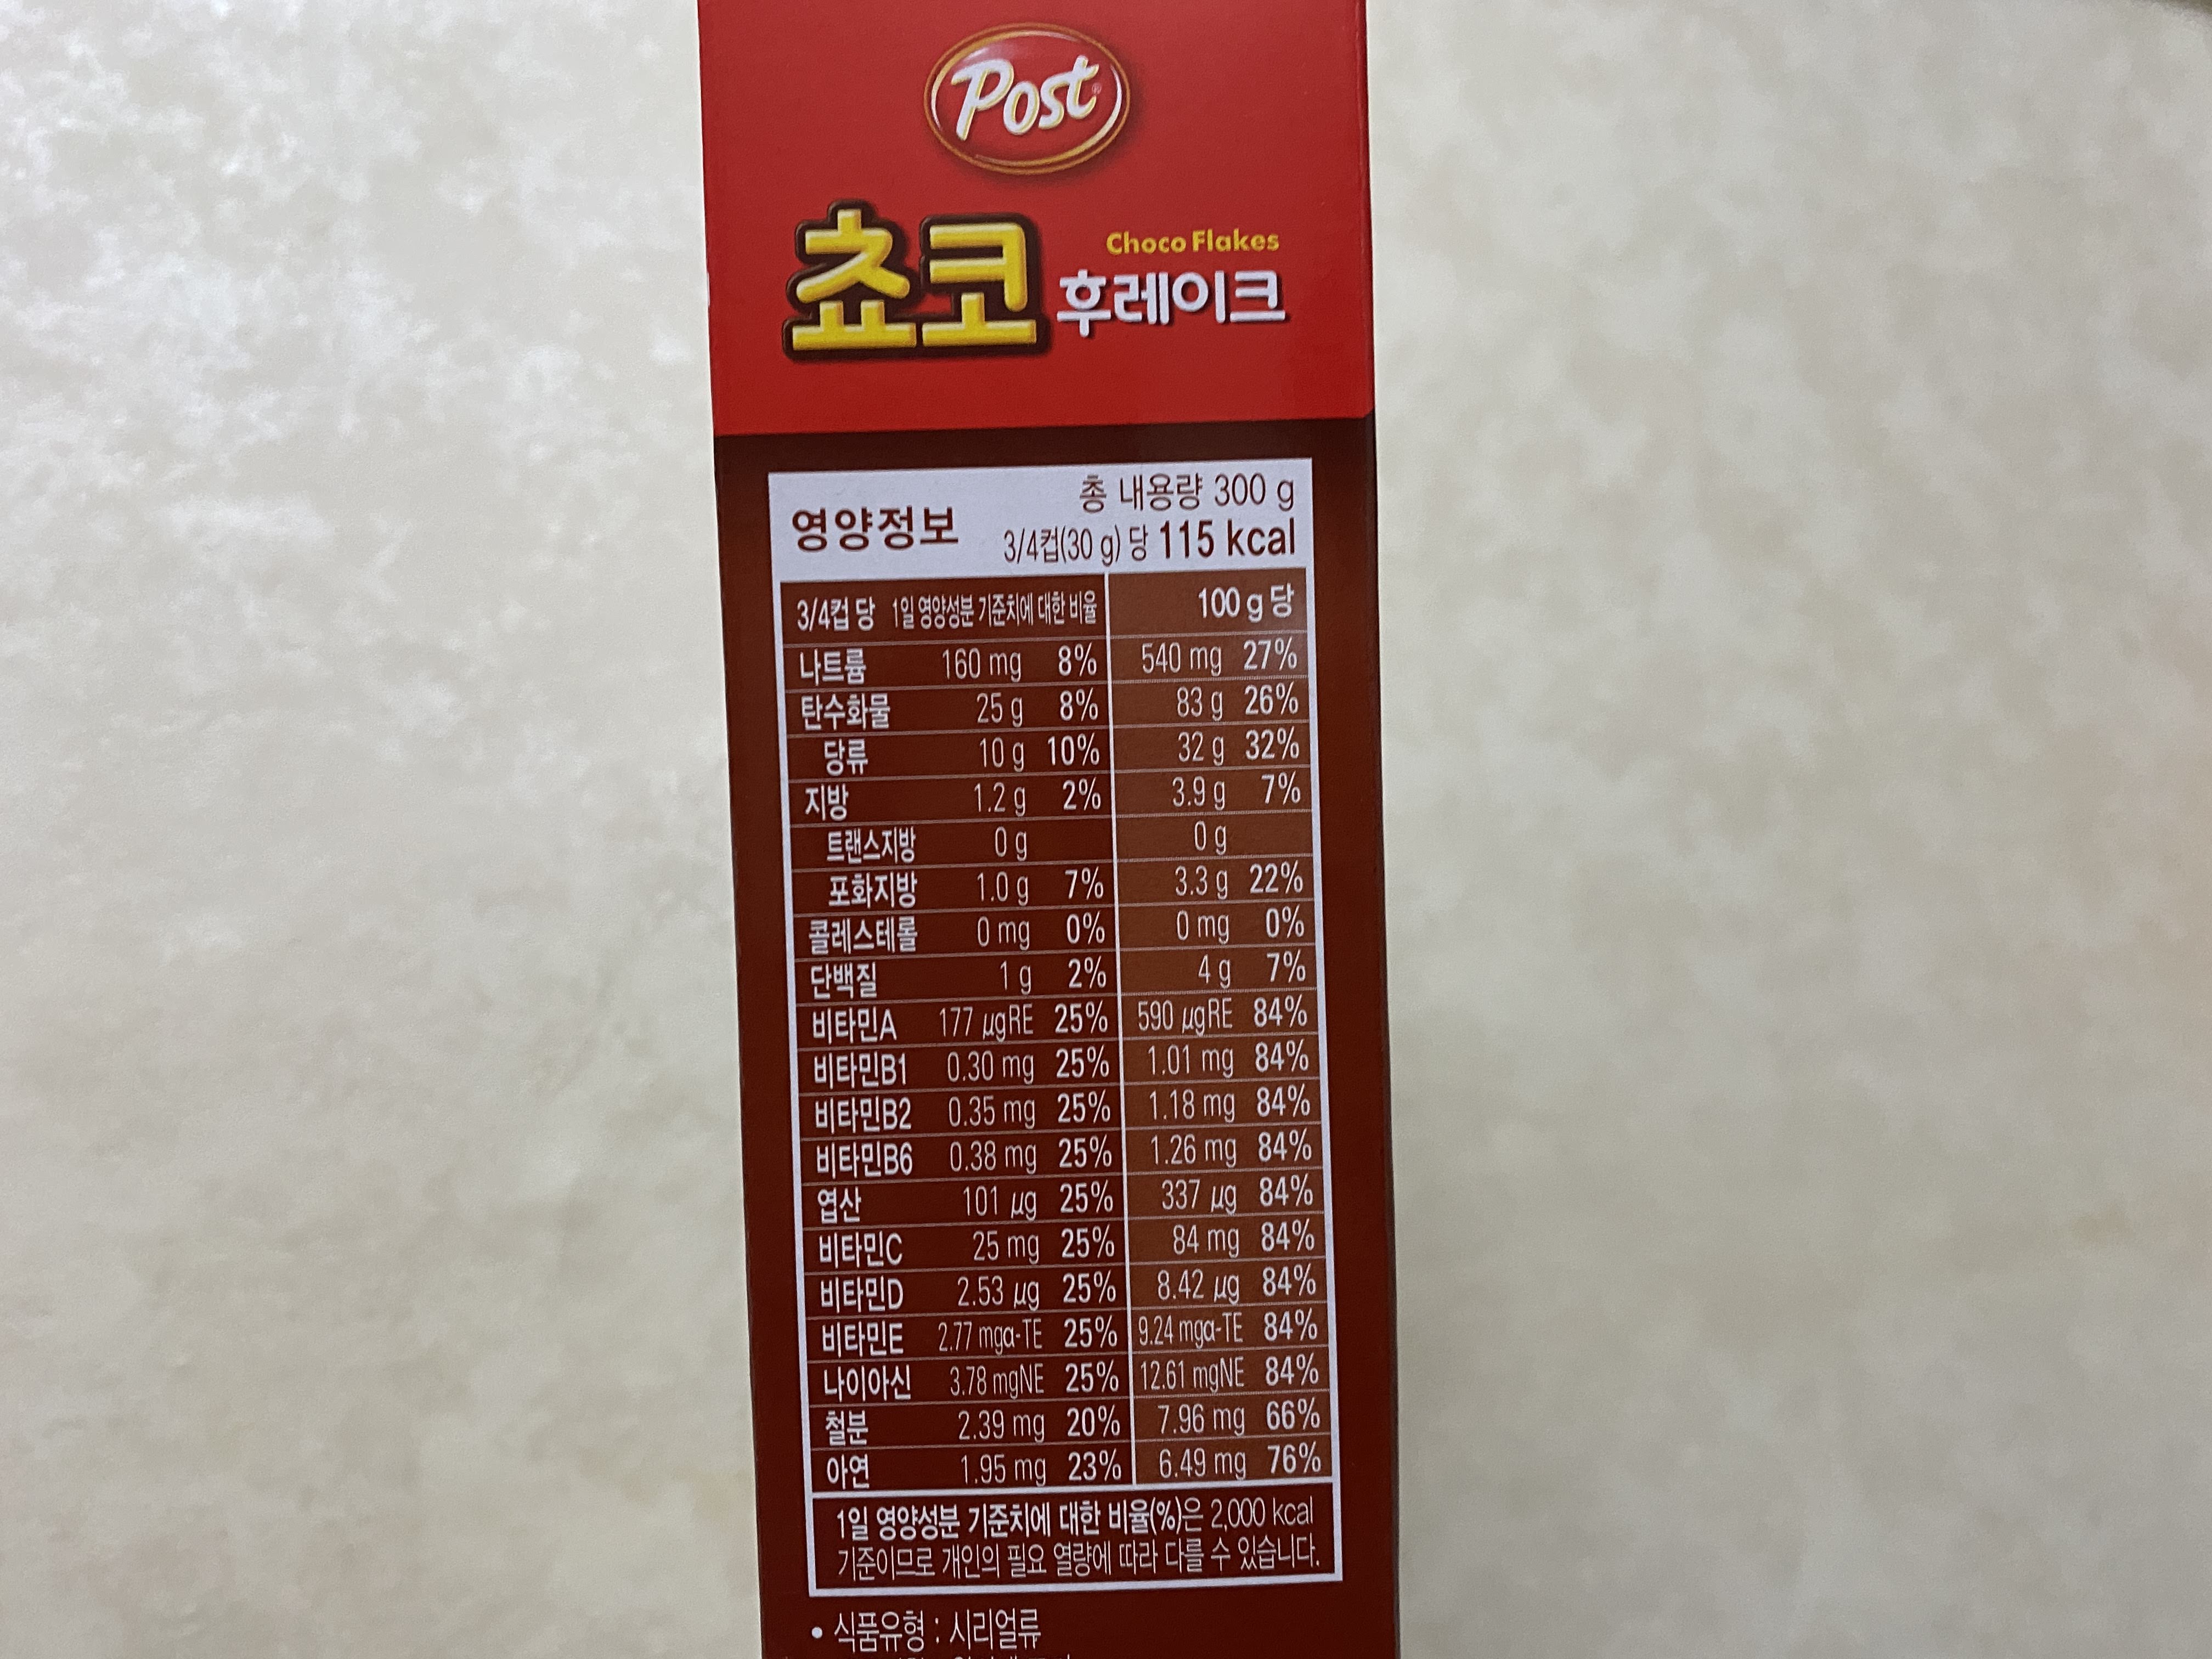 Post
쵸코
Choco Flakes
후레이크
총 내용량 300 g
영양정보
3/4컵(30 g) 당 115 kcal
3/4컵 당 1일 영양성분 기준치에 대한 비율 100 g 당
나트륨 160 mg 8% 540 mg 27%
탄수화물 25 g 8% 83 g 26%
당류 10 g 10% 32 g 32%
지방 1.2 g 2% 3.9 g 7%
트랜스지방 0 g 0 g
포화지방 1.0 g 7% 3.3 g 22%
콜레스테롤 0 mg 0% 0 mg 0%
단백질 1 g 2% 4 g 7%
비타민A 177 μgRE 25% 590 μgRE 84%
비타민B1 0.30 mg 25% 1.01 mg 84%
비타민B2 0.35 mg 25% 1.18 mg 84%
비타민B6 0.38 mg 25% 1.26 mg 84%
엽산 101 μg 25% 337 μg 84%
비타민C 25 mg 25% 84 mg 84%
비타민D 2.53 μg 25% 8.42 μg 84%
비타민E 2.77 mgα-TE 25% 9.24 mgα-TE 84%
나이아신 3.78 mgNE 25% 12.61 mgNE 84%
철분 2.39 mg 20% 7.96 mg 66%
아연 1.95 mg 23% 6.49 mg 76%
1일 영양성분 기준치에 대한 비율(%)은 2,000 kcal
기준이므로 개인의 필요 열량에 따라 다를 수 있습니다.
• 식품유형 : 시리얼류